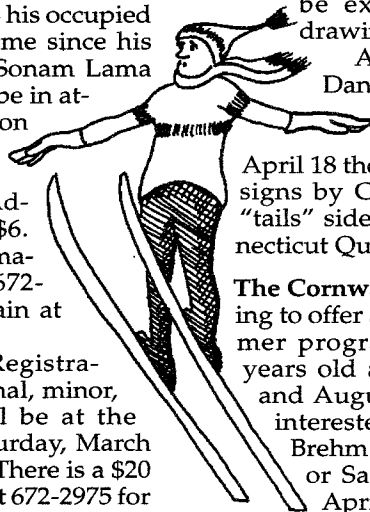 his occupied
me since his
Sonam Lama
be in at-
on
Ad-
$6.
ma-
672-
ain at
Registra-
nal, minor,
l be at the
turday, March
There is a $20
t 672-2975 for
be ex
drawin
A
Dan
April 18 the
signs by C
“tails” side
necticut Qu
The Cornw
ing to offer
mer progr
years old a
and Augu
intereste
Brehm
or Sa
Apri